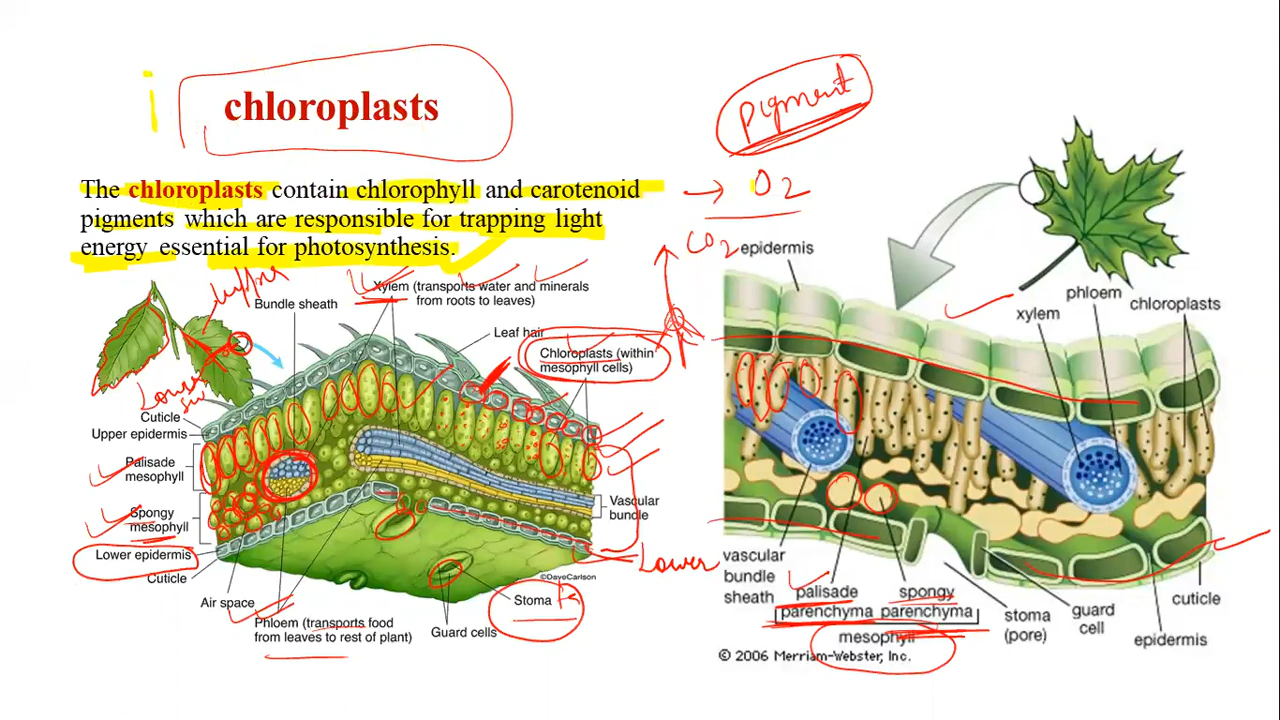 chloroplasts
pigment
The chloroplasts contain chlorophyll and carotenoid
pigments which are responsible for trapping light
energy essential for photosynthesis.
→ O2
CO2
upper
Lower
Bundle sheath
Xylem (transports water and minerals
from roots to leaves)
Leaf hair
Chloroplasts (within
mesophyll cells)
Cuticle
Upper epidermis
Palisade
mesophyll
Spongy
mesophyll
Lower epidermis
Cuticle
Air space
Phloem (transports food
from leaves to rest of plant)
Guard cells
Stoma
Vascular
bundle
©DaveCarlson
Lower
epidermis
xylem
phloem
chloroplasts
vascular
bundle
sheath
palisade
parenchyma
spongy
parenchyma
mesophyll
stoma
(pore)
guard
cell
epidermis
cuticle
© 2006 Merriam-Webster, Inc.